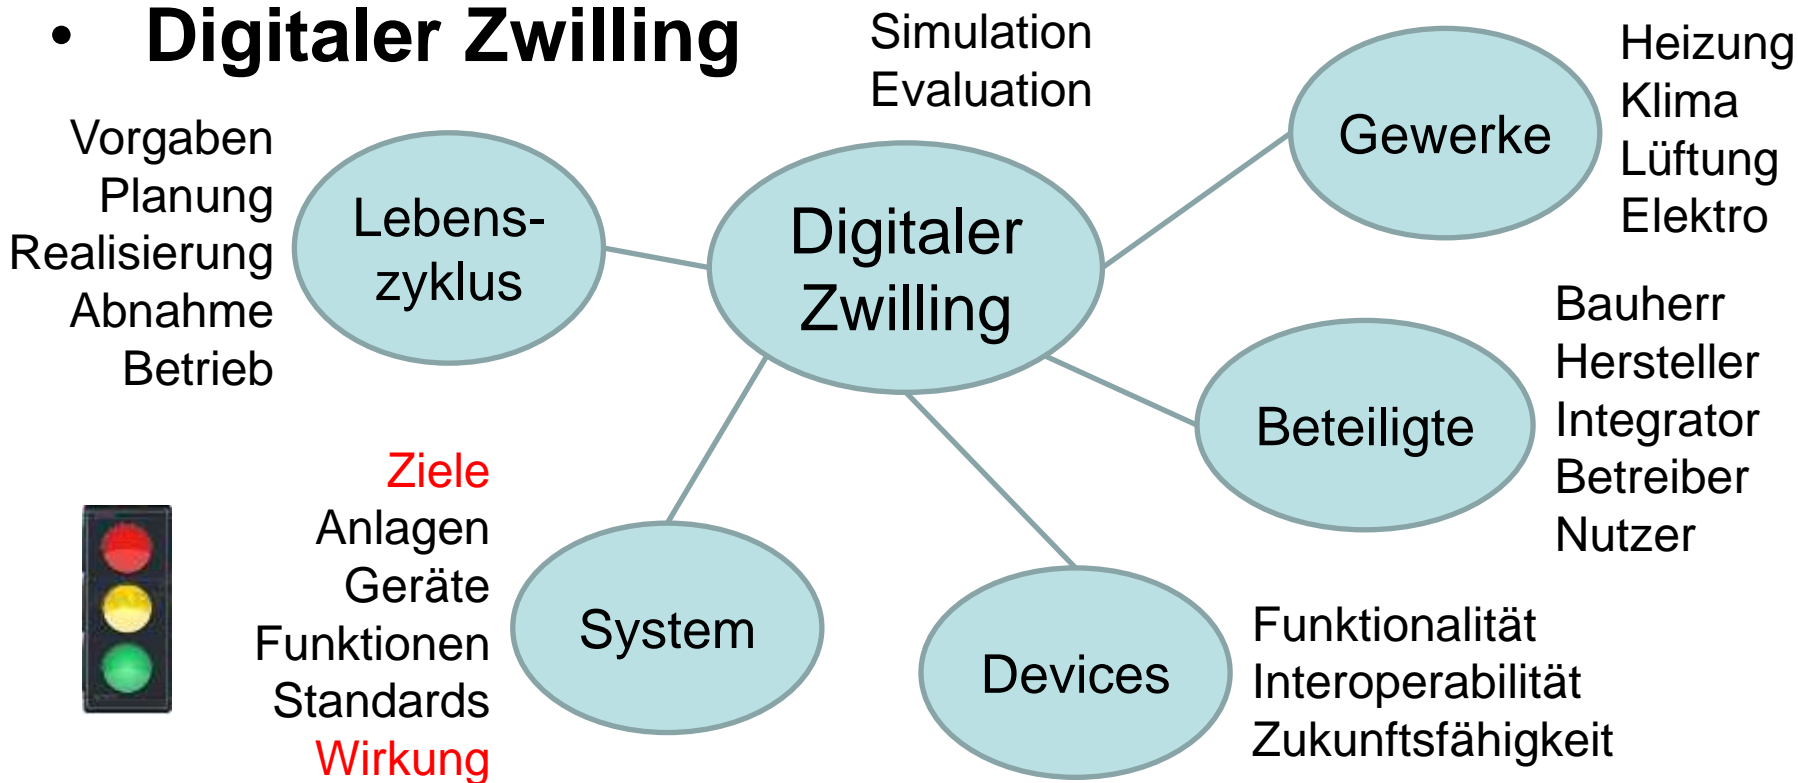 • Digitaler Zwilling
Simulation
Evaluation
Vorgaben
Planung
Realisierung
Abnahme
Betrieb
Lebens-
zyklus
Digitaler
Zwilling
Gewerke
Heizung
Klima
Lüftung
Elektro
Beteiligte
Bauherr
Hersteller
Integrator
Betreiber
Nutzer
Ziele
Anlagen
Geräte
Funktionen
Standards
Wirkung
System
Devices
Funktionalität
Interoperabilität
Zukunftsfähigkeit